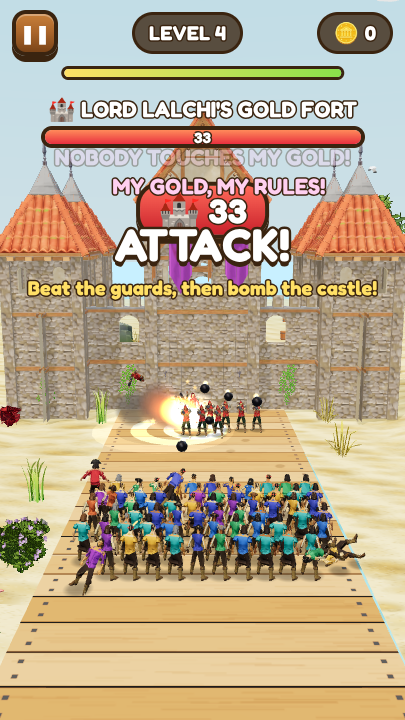 LEVEL 4
0
LORD LALCHI'S GOLD FORT
33
NOBODY TOUCHES MY GOLD!
MY GOLD, MY RULES!
33
ATTACK!
Beat the guards, then bomb the castle!